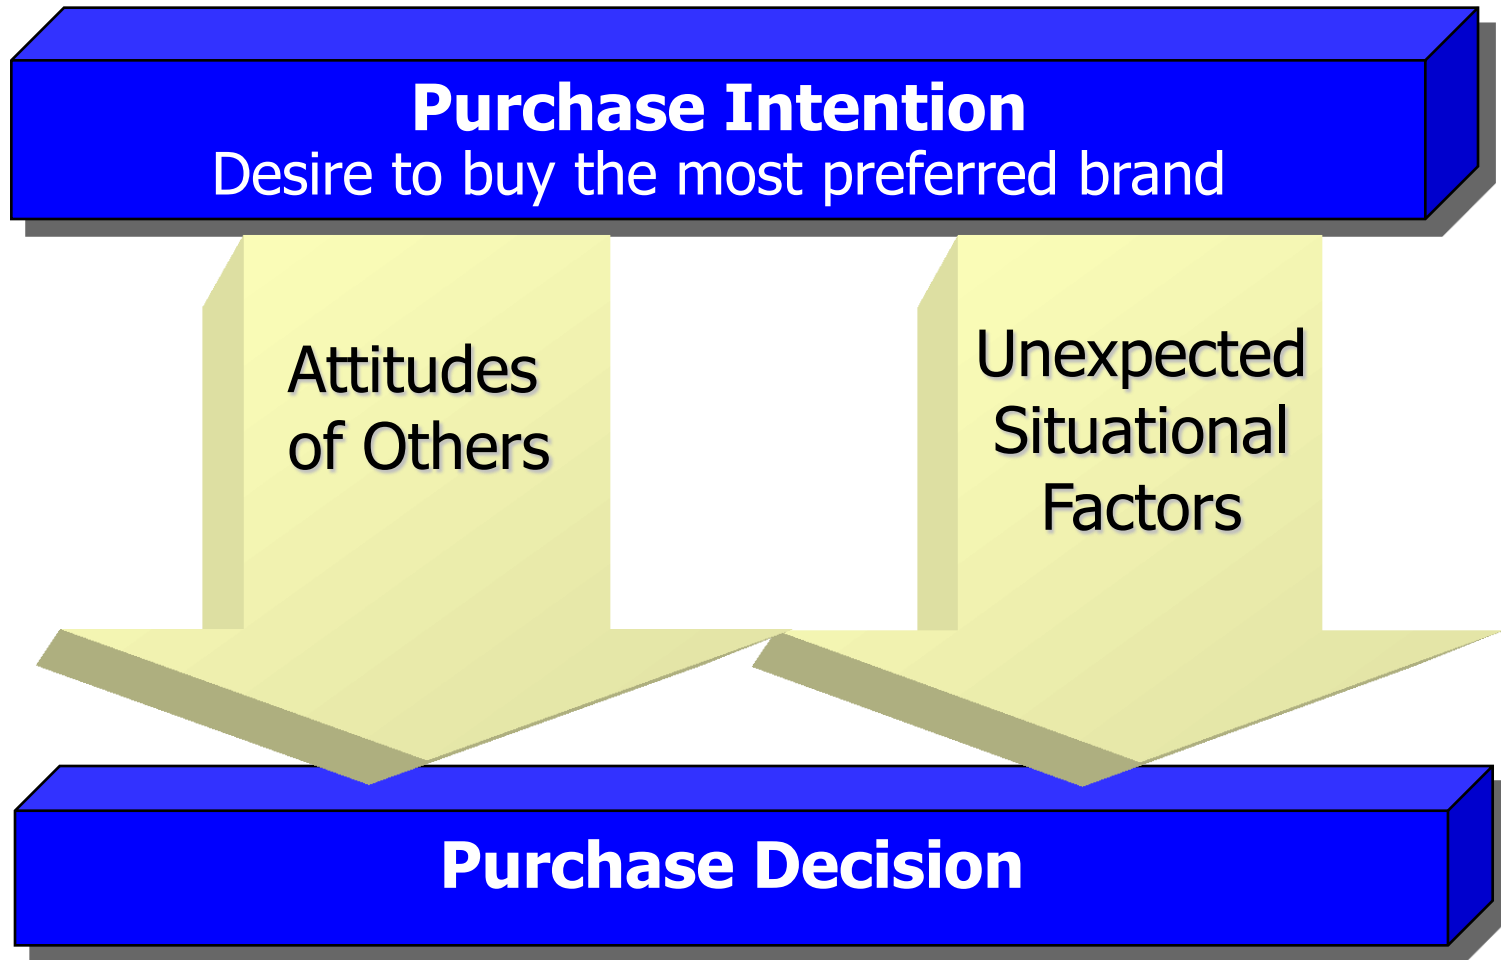 Purchase Intention
Desire to buy the most preferred brand
Attitudes
of Others
Unexpected
Situational
Factors
Purchase Decision